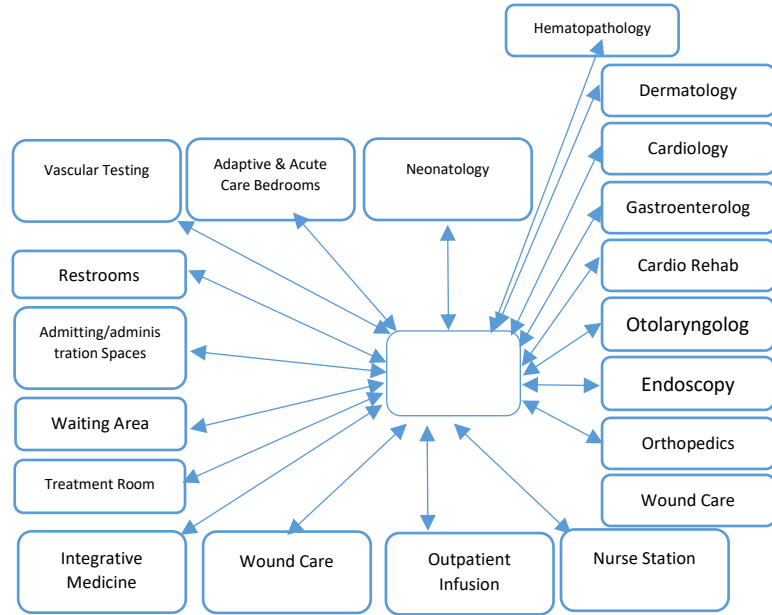 Hematopathology
Dermatology
Cardiology
Vascular Testing
Adaptive & Acute
Care Bedrooms
Neonatology
Gastroenterolog
Restrooms
Cardio Rehab
Admitting/adminis
tration Spaces
Otolaryngolog
Endoscopy
Waiting Area
Orthopedics
Treatment Room
Wound Care
Integrative
Medicine
Wound Care
Outpatient
Infusion
Nurse Station